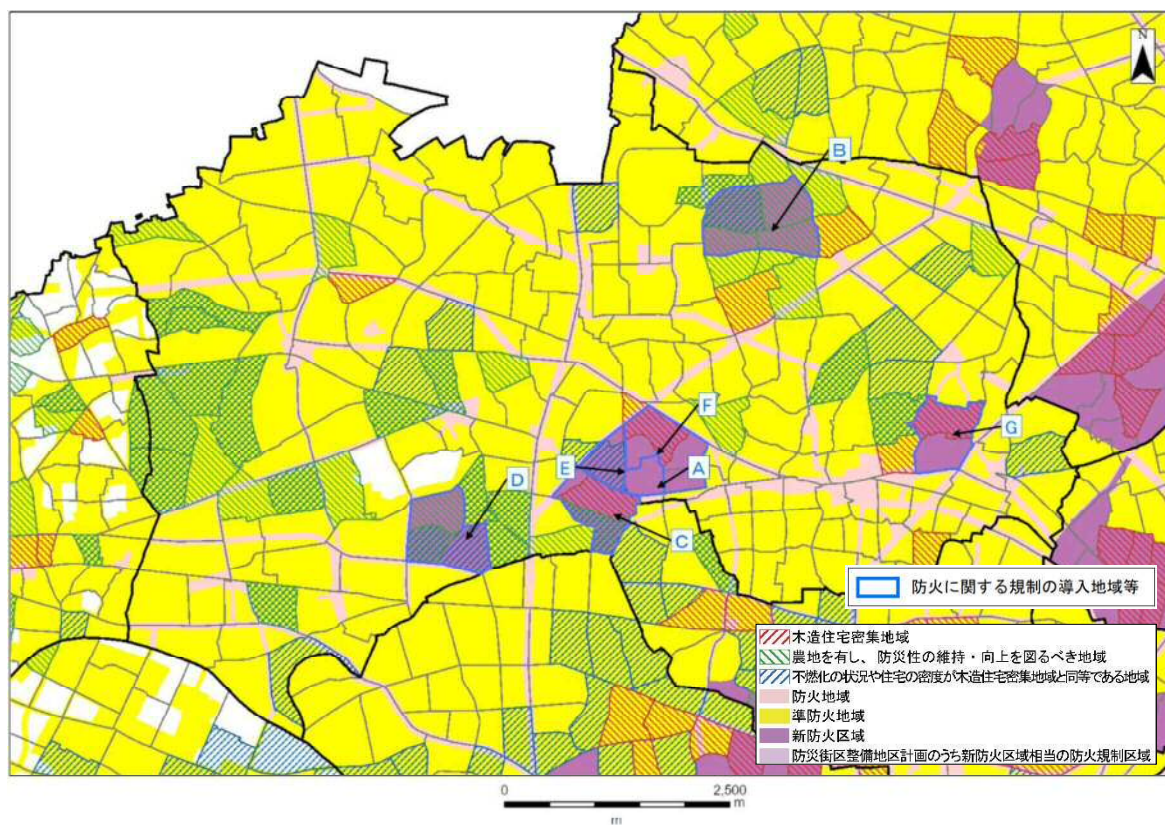 N
B
F
G
A
E
D
C
防火に関する規制の導入地域等
木造住宅密集地域
農地を有し、防災性の維持・向上を図るべき地域
不燃化の状況や住宅の密度が木造住宅密集地域と同等である地域
防火地域
準防火地域
新防火区域
防災街区整備地区計画のうち新防火区域相当の防火規制区域
0 2,500
m
m